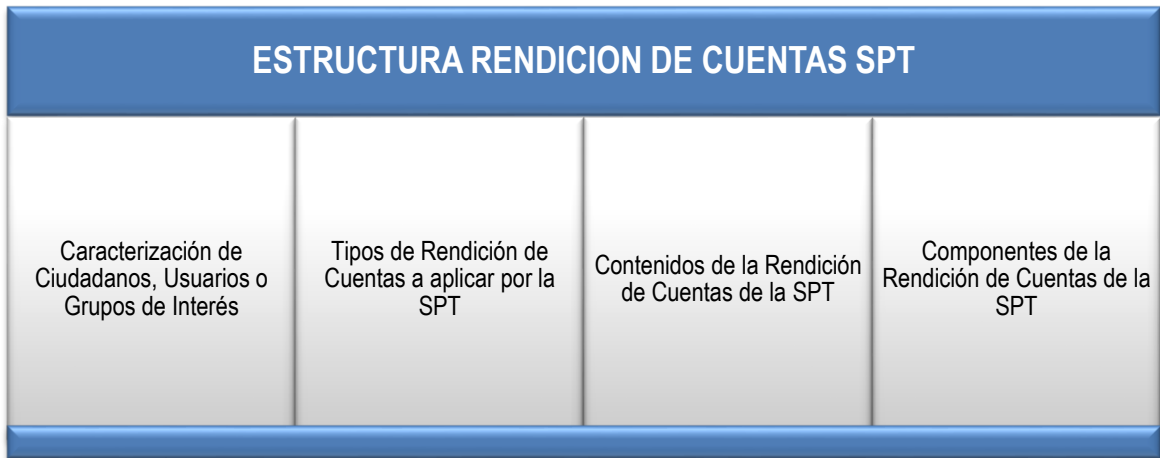 ESTRUCTURA RENDICION DE CUENTAS SPT
Caracterización de
Ciudadanos, Usuarios o
Grupos de Interés
Tipos de Rendición de
Cuentas a aplicar por la
SPT
Contenidos de la Rendición
de Cuentas de la SPT
Componentes de la
Rendición de Cuentas de la
SPT